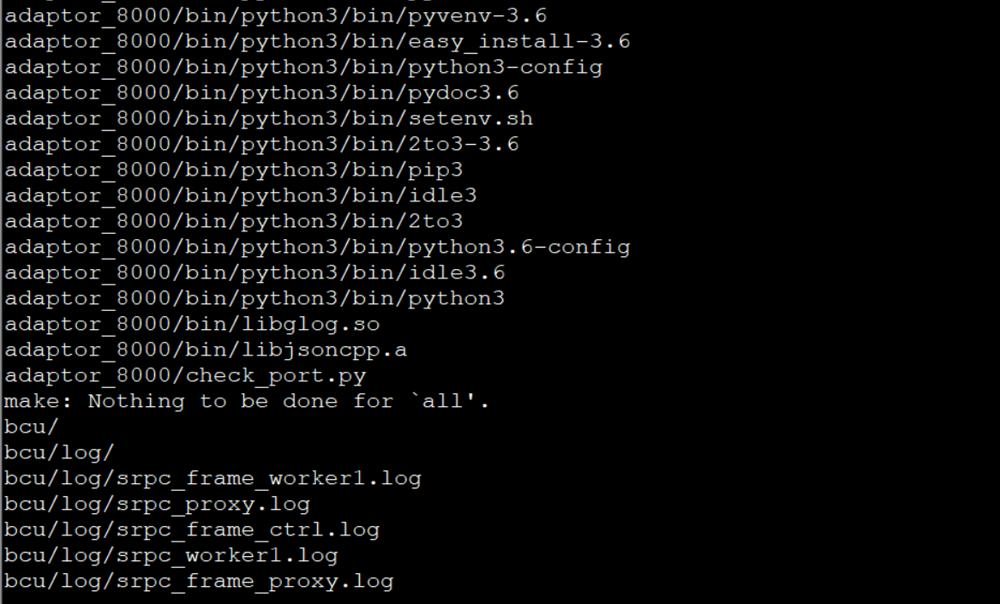 adaptor_8000/bin/python3/bin/pyvenv-3.6
adaptor_8000/bin/python3/bin/easy_install-3.6
adaptor_8000/bin/python3/bin/python3-config
adaptor_8000/bin/python3/bin/pydoc3.6
adaptor_8000/bin/python3/bin/setenv.sh
adaptor_8000/bin/python3/bin/2to3-3.6
adaptor_8000/bin/python3/bin/pip3
adaptor_8000/bin/python3/bin/idle3
adaptor_8000/bin/python3/bin/2to3
adaptor_8000/bin/python3/bin/python3.6-config
adaptor_8000/bin/python3/bin/idle3.6
adaptor_8000/bin/python3/bin/python3
adaptor_8000/bin/libglog.so
adaptor_8000/bin/libjsoncpp.a
adaptor_8000/check_port.py
make: Nothing to be done for `all'.
bcu/
bcu/log/
bcu/log/srpc_frame_worker1.log
bcu/log/srpc_proxy.log
bcu/log/srpc_frame_ctrl.log
bcu/log/srpc_worker1.log
bcu/log/srpc_frame_proxy.log